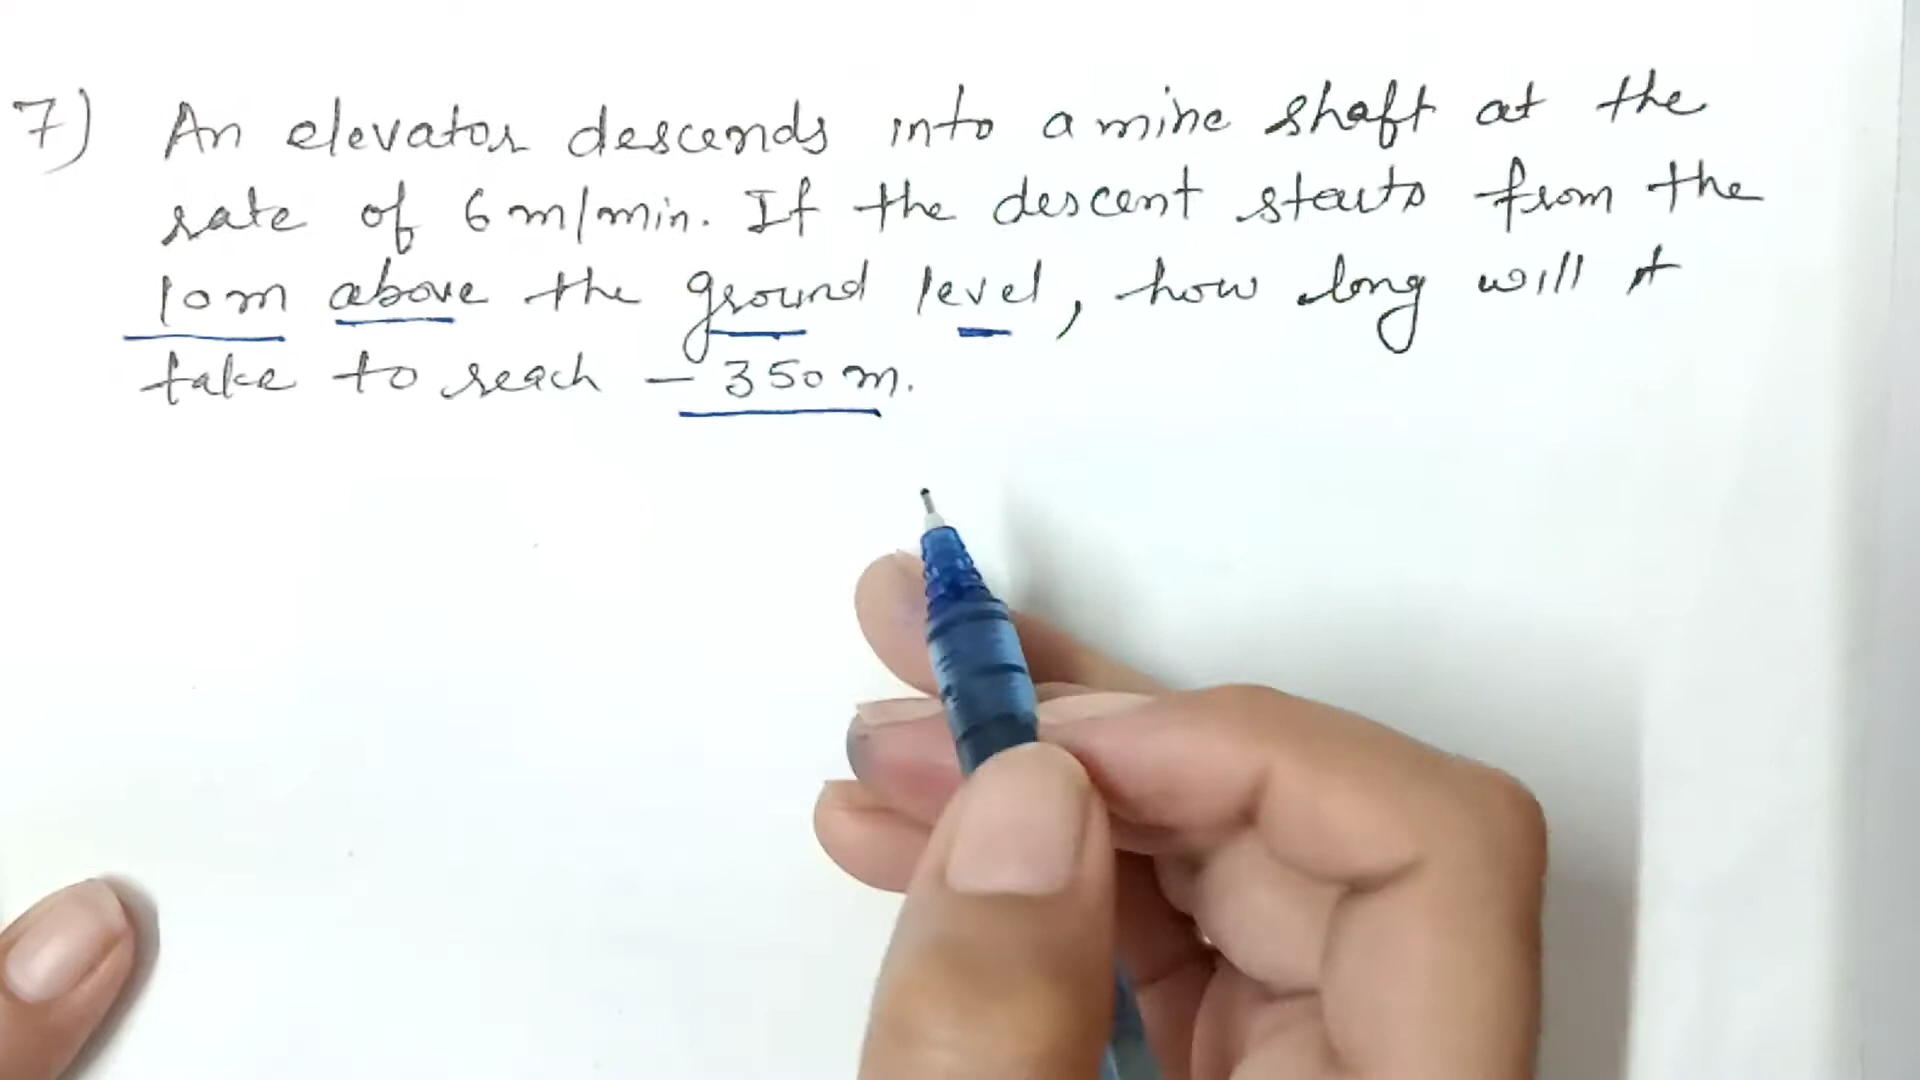 7) An elevator descends into a mine shaft at the
rate of 6 m/min. If the descent starts from the
10m above the ground level, how long will it
take to reach - 350 m.